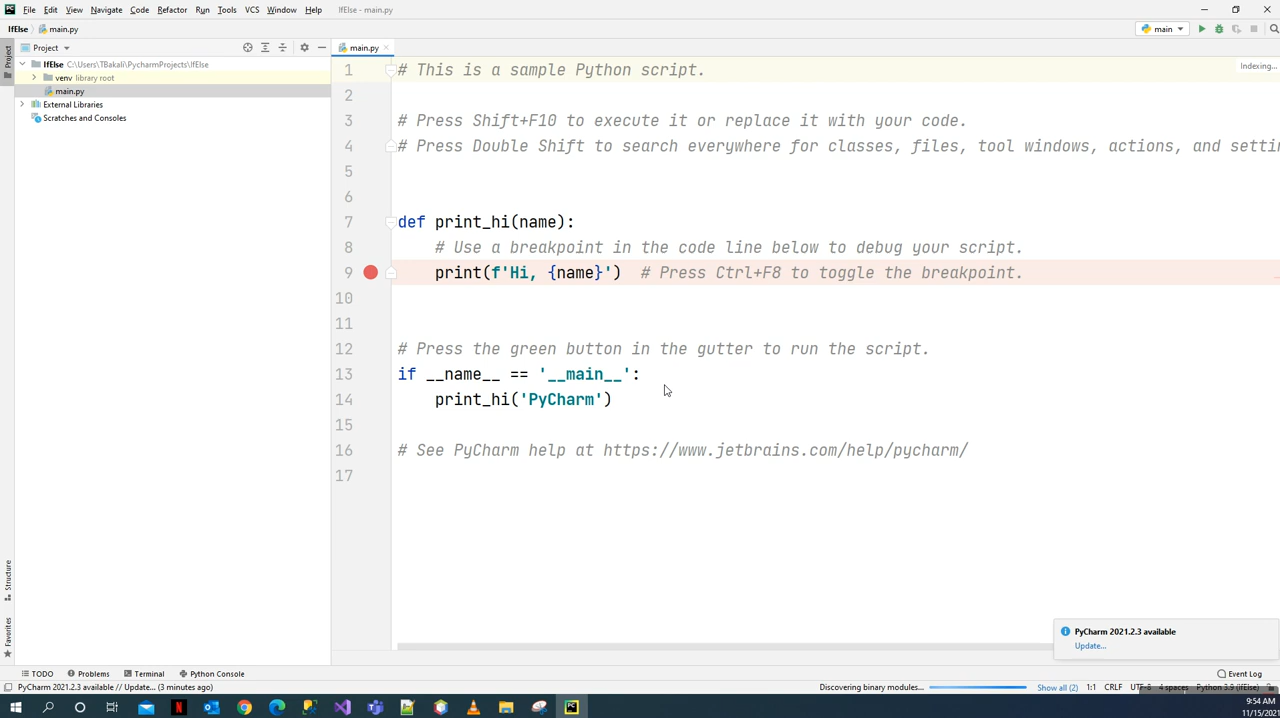 PC File Edit View Navigate Code Refactor Run Tools VCS Window Help IfElse - main.py
IfElse main.py main
Project main.py
Project
IfElse C:\Users\TBakali\PycharmProjects\IfElse
venv library root
main.py
External Libraries
Scratches and Consoles
Indexing...
1 # This is a sample Python script.
2
3 # Press Shift+F10 to execute it or replace it with your code.
4 # Press Double Shift to search everywhere for classes, files, tool windows, actions, and settin
5
6
7 def print_hi(name):
8 # Use a breakpoint in the code line below to debug your script.
9 print(f'Hi, {name}') # Press Ctrl+F8 to toggle the breakpoint.
10
11
12 # Press the green button in the gutter to run the script.
13 if __name__ == '__main__':
14 print_hi('PyCharm')
15
16 # See PyCharm help at https://www.jetbrains.com/help/pycharm/
17
Structure
Favorites
PyCharm 2021.2.3 available
Update...
TODO Problems Terminal Python Console Event Log
PyCharm 2021.2.3 available // Update... (3 minutes ago) Discovering binary modules... Show all (2) 1:1 CRLF UTF-8 4 spaces Python 3.9 (IfElse)
9:54 AM
11/15/2021